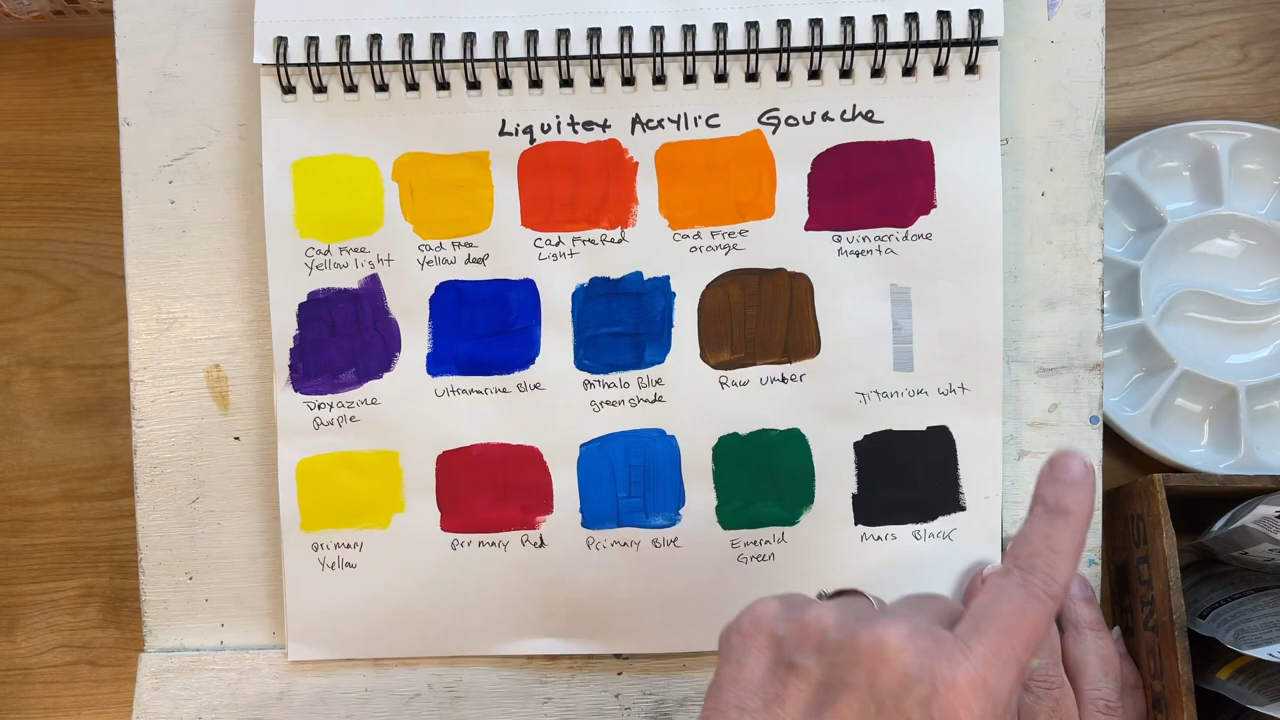 Liquitex Acrylic Gouache
Cad Free
Yellow light
Cad Free
Yellow deep
Cad Free Red
Light
Cad Free
orange
Quinacridone
Magenta
Dioxazine
Purple
Ultramarine Blue
Phthalo Blue
green shade
Raw Umber
Titanium wht
primary
Yellow
Primary Red
Primary Blue
Emerald
Green
Mars Black
SUN